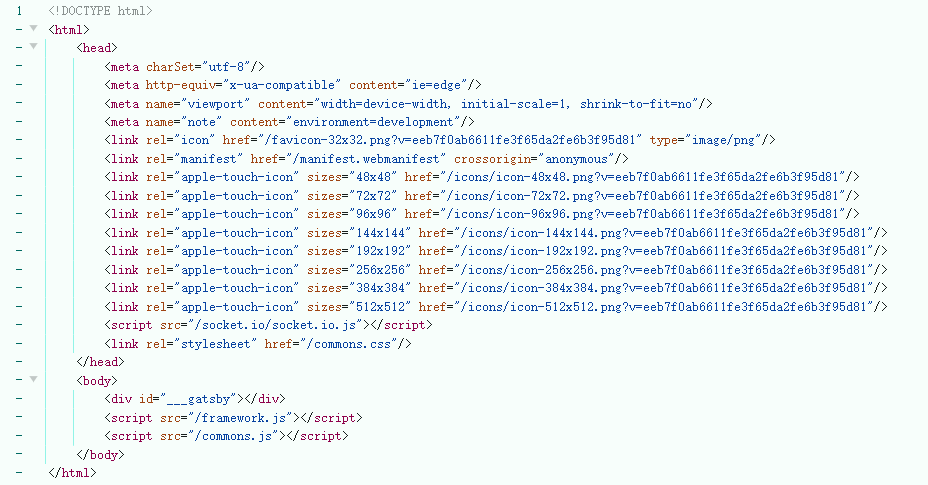 1 <!DOCTYPE html>
<html>
<head>
<meta charSet="utf-8"/>
<meta http-equiv="x-ua-compatible" content="ie=edge"/>
<meta name="viewport" content="width=device-width, initial-scale=1, shrink-to-fit=no"/>
<meta name="note" content="environment=development"/>
<link rel="icon" href="/favicon-32x32.png?v=eeb7f0ab6611fe3f65da2fe6b3f95d81" type="image/png"/>
<link rel="manifest" href="/manifest.webmanifest" crossorigin="anonymous"/>
<link rel="apple-touch-icon" sizes="48x48" href="/icons/icon-48x48.png?v=eeb7f0ab6611fe3f65da2fe6b3f95d81"/>
<link rel="apple-touch-icon" sizes="72x72" href="/icons/icon-72x72.png?v=eeb7f0ab6611fe3f65da2fe6b3f95d81"/>
<link rel="apple-touch-icon" sizes="96x96" href="/icons/icon-96x96.png?v=eeb7f0ab6611fe3f65da2fe6b3f95d81"/>
<link rel="apple-touch-icon" sizes="144x144" href="/icons/icon-144x144.png?v=eeb7f0ab6611fe3f65da2fe6b3f95d81"/>
<link rel="apple-touch-icon" sizes="192x192" href="/icons/icon-192x192.png?v=eeb7f0ab6611fe3f65da2fe6b3f95d81"/>
<link rel="apple-touch-icon" sizes="256x256" href="/icons/icon-256x256.png?v=eeb7f0ab6611fe3f65da2fe6b3f95d81"/>
<link rel="apple-touch-icon" sizes="384x384" href="/icons/icon-384x384.png?v=eeb7f0ab6611fe3f65da2fe6b3f95d81"/>
<link rel="apple-touch-icon" sizes="512x512" href="/icons/icon-512x512.png?v=eeb7f0ab6611fe3f65da2fe6b3f95d81"/>
<script src="/socket.io/socket.io.js"></script>
<link rel="stylesheet" href="/commons.css"/>
</head>
<body>
<div id="___gatsby"></div>
<script src="/framework.js"></script>
<script src="/commons.js"></script>
</body>
</html>